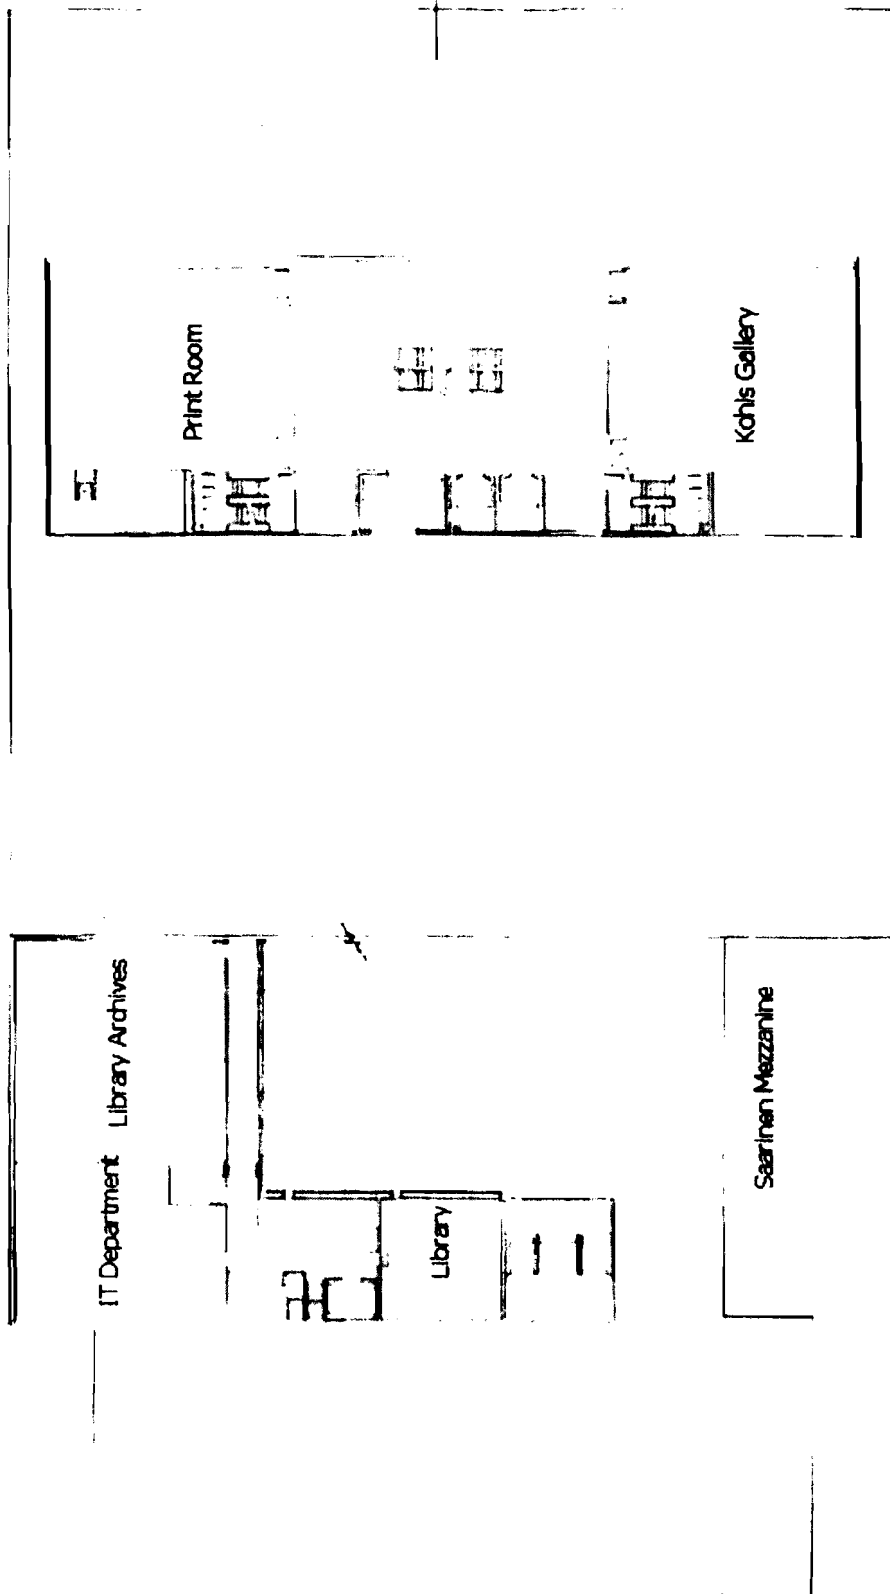 Print Room
Kohls Gallery
Library Archives
IT Department
Library
Saarinen Mezzanine